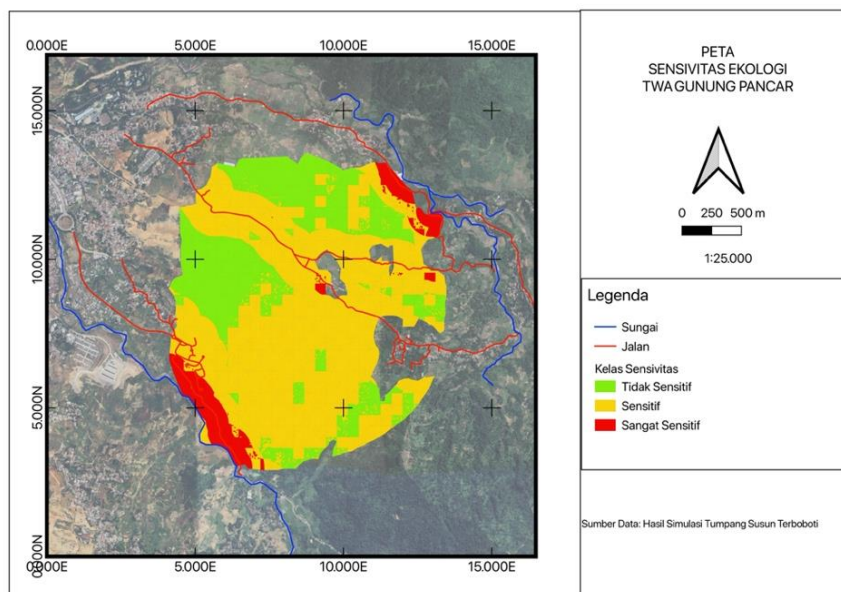 0.000E
5.000E
10.000E
15.000E
15.000N
10.000N
5.000N
0.000N
0.000E
5.000E
10.000E
15.000E
PETA
SENSIVITAS EKOLOGI
TWA GUNUNG PANCAR
0 250 500 m
1:25.000
Legenda
Sungai
Jalan
Kelas Sensivitas
Tidak Sensitif
Sensitif
Sangat Sensitif
Sumber Data: Hasil Simulasi Tumpang Susun Terboboti